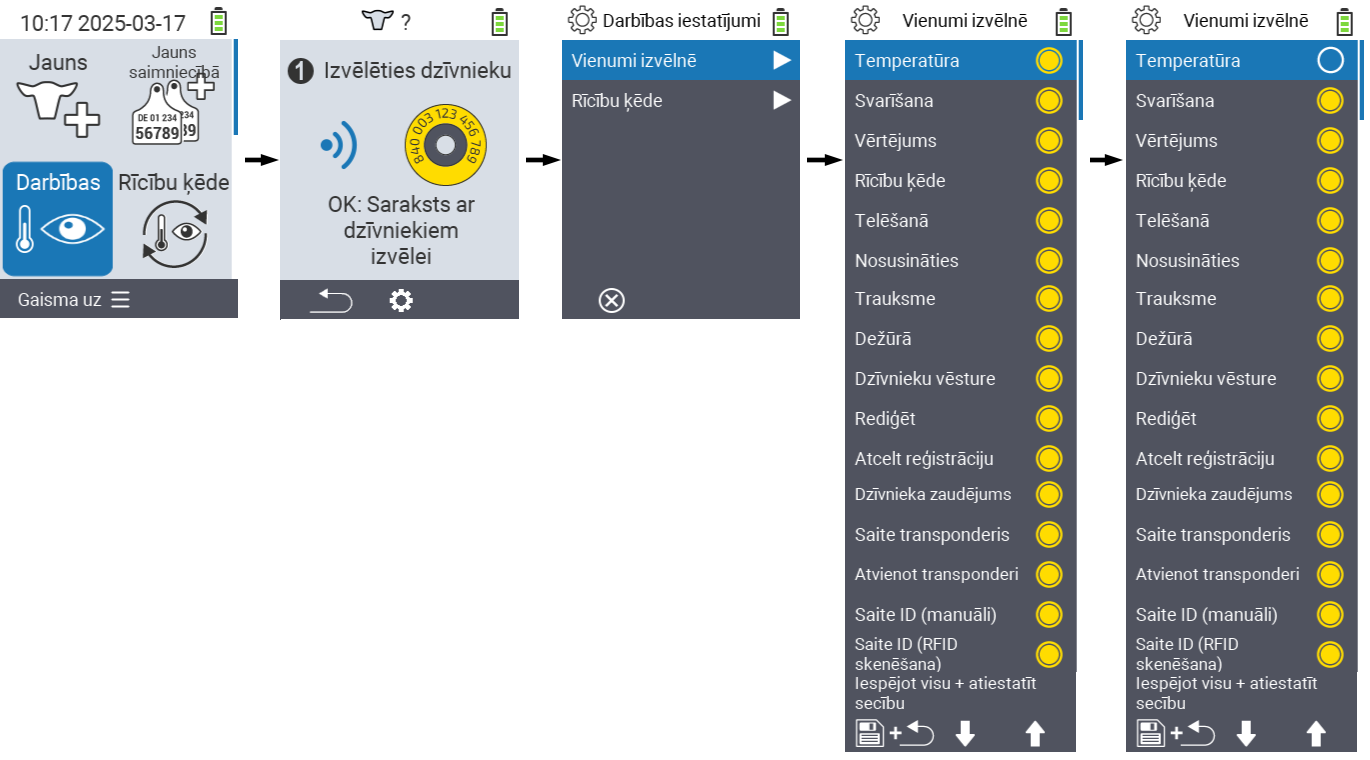 10:17 2025-03-17
Jauns
Jauns
saimniecībā
DE 01 234
56789
234
89
Darbības
Rīcību ķēde
Gaisma uz
?
1 Izvēlēties dzīvnieku
840 003 123 456 789
OK: Saraksts ar
dzīvniekiem
izvēlei
Darbības iestatījumi
Vienumi izvēlnē
Rīcību ķēde
Vienumi izvēlnē
Temperatūra
Svarīšana
Vērtējums
Rīcību ķēde
Telēšanā
Nosusināties
Trauksme
Dežūrā
Dzīvnieku vēsture
Rediģēt
Atcelt reģistrāciju
Dzīvnieka zaudējums
Saite transponderis
Atvienot transponderi
Saite ID (manuāli)
Saite ID (RFID
skenēšana)
Iespējot visu + atiestatīt
secību
+
Vienumi izvēlnē
Temperatūra
Svarīšana
Vērtējums
Rīcību ķēde
Telēšanā
Nosusināties
Trauksme
Dežūrā
Dzīvnieku vēsture
Rediģēt
Atcelt reģistrāciju
Dzīvnieka zaudējums
Saite transponderis
Atvienot transponderi
Saite ID (manuāli)
Saite ID (RFID
skenēšana)
Iespējot visu + atiestatīt
secību
+